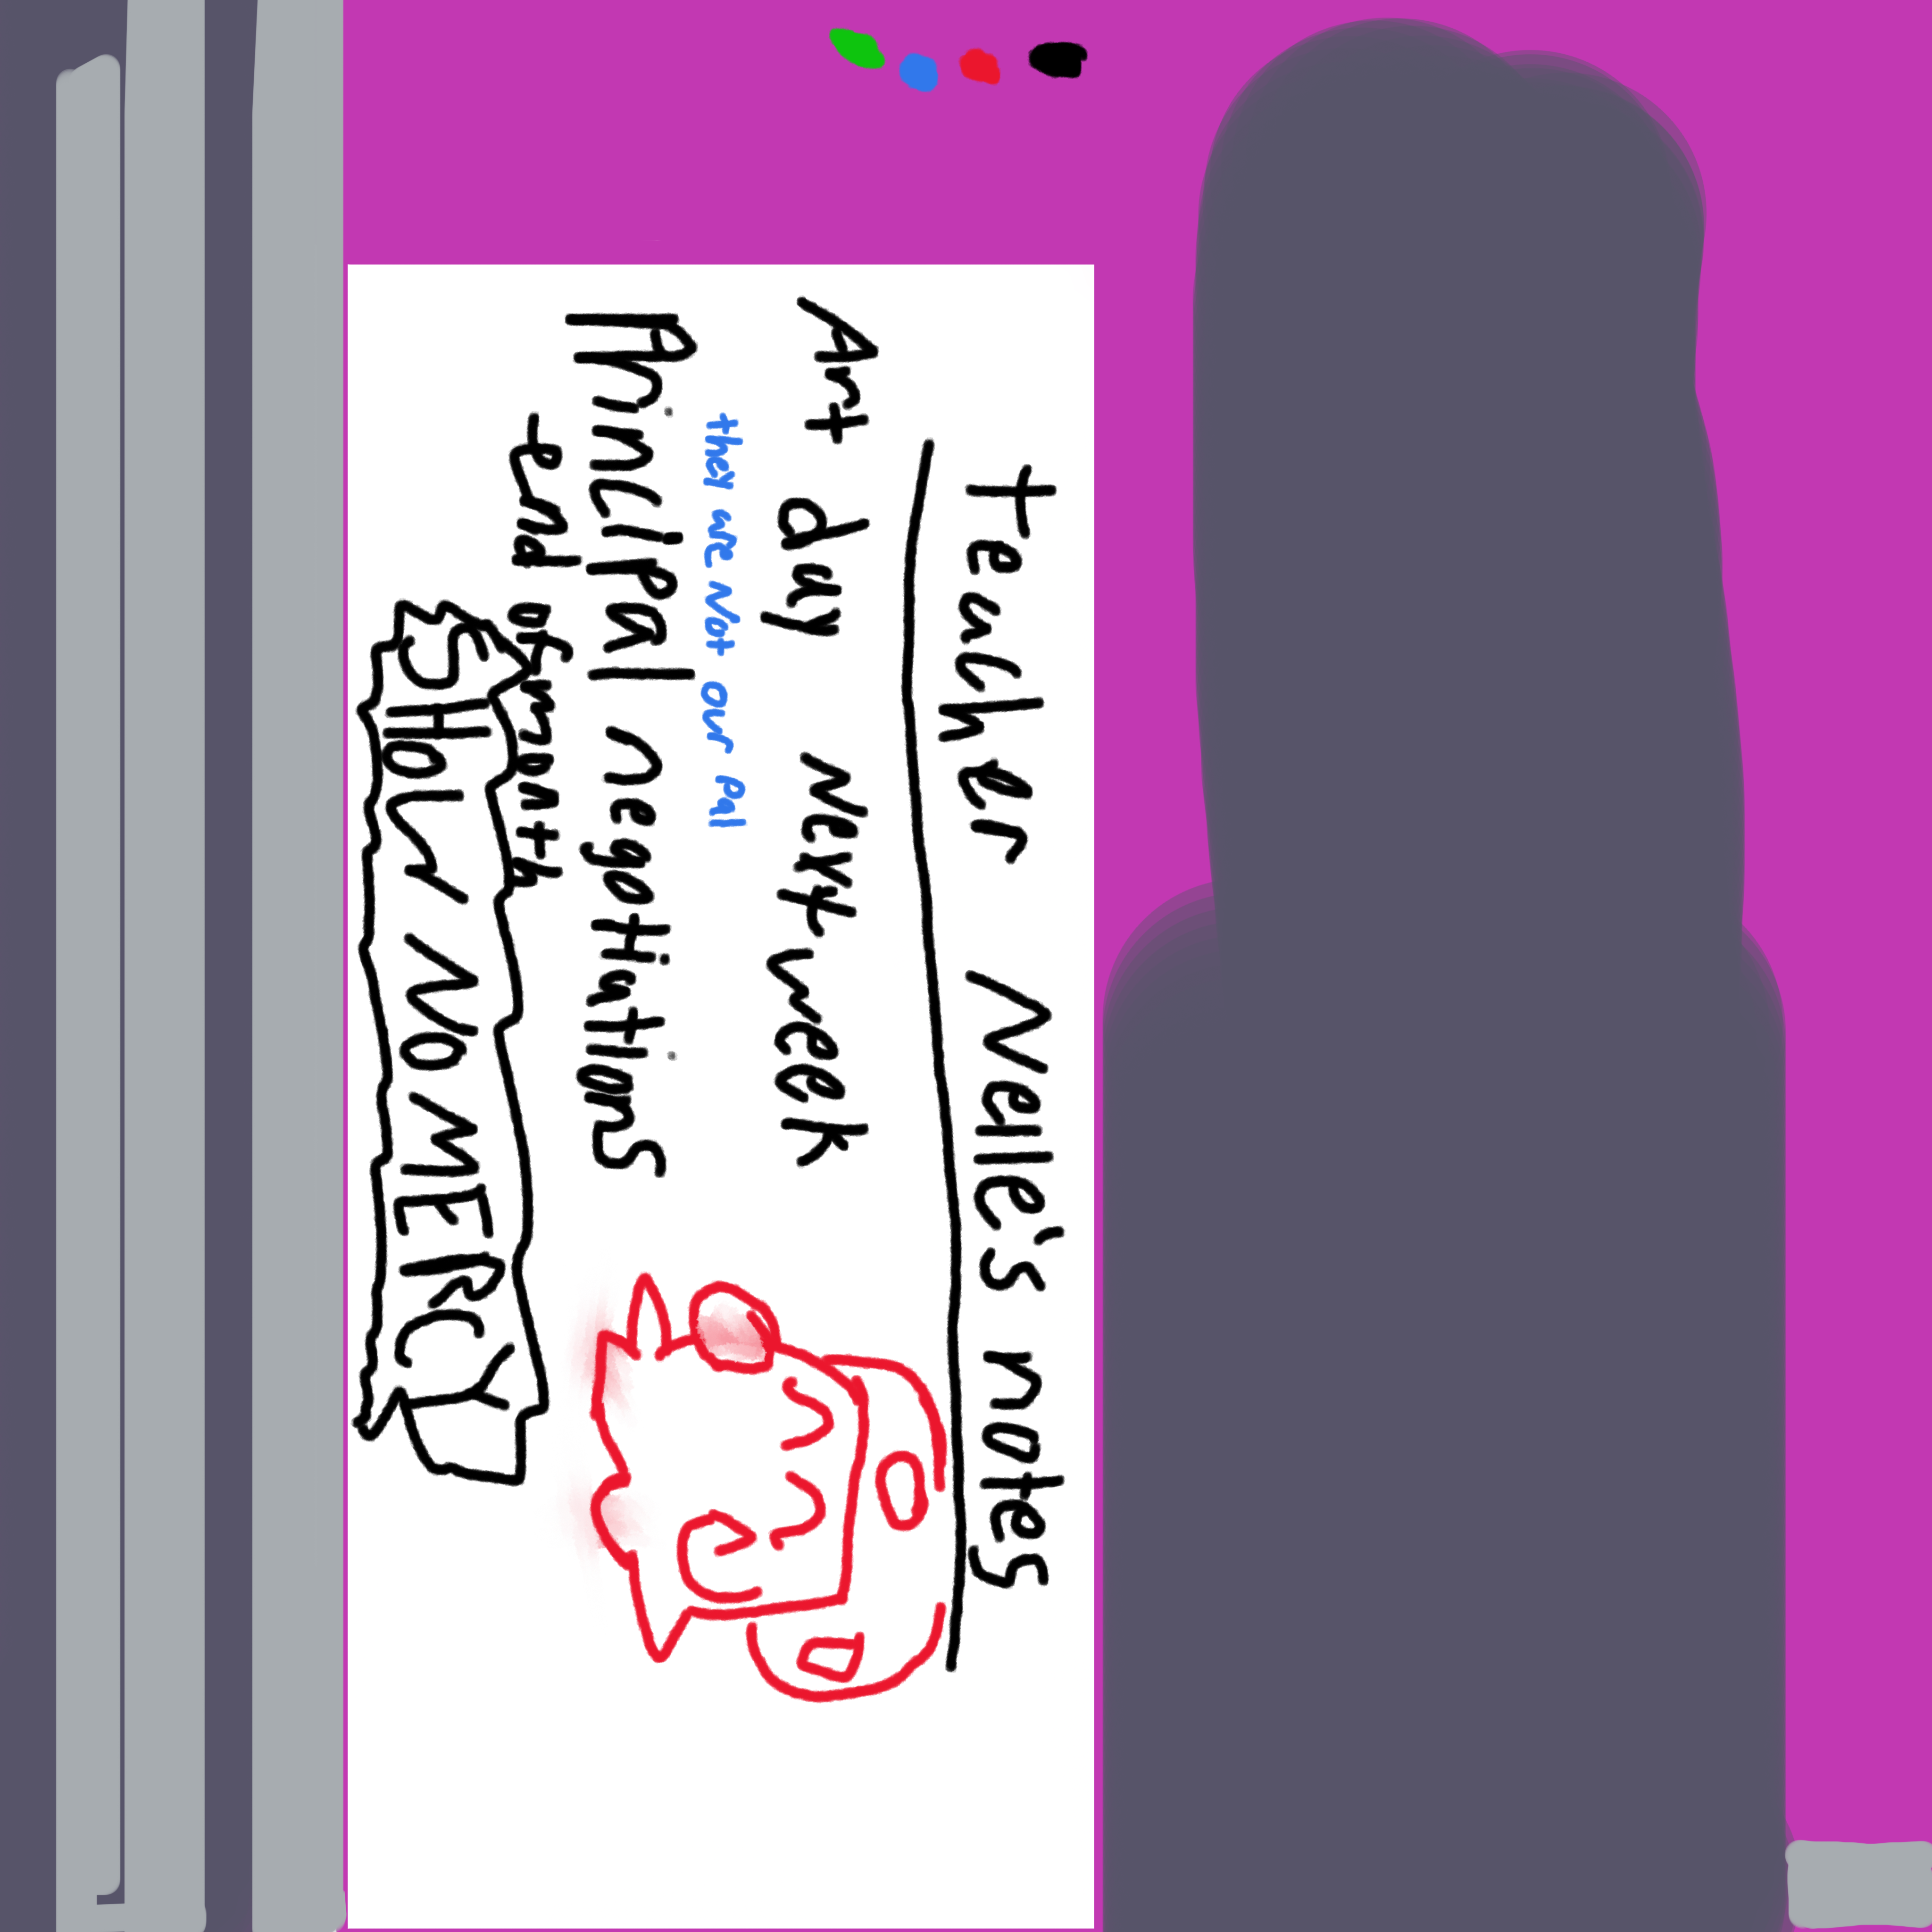 teacher Nelle's notes
Art day Next week
they are Not our pal
Principal negotiations
- end of month
SHOW NO MERCY